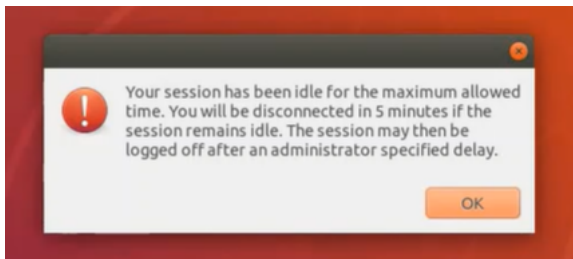 Your session has been idle for the maximum allowed
time. You will be disconnected in 5 minutes if the
session remains idle. The session may then be
logged off after an administrator specified delay.
OK